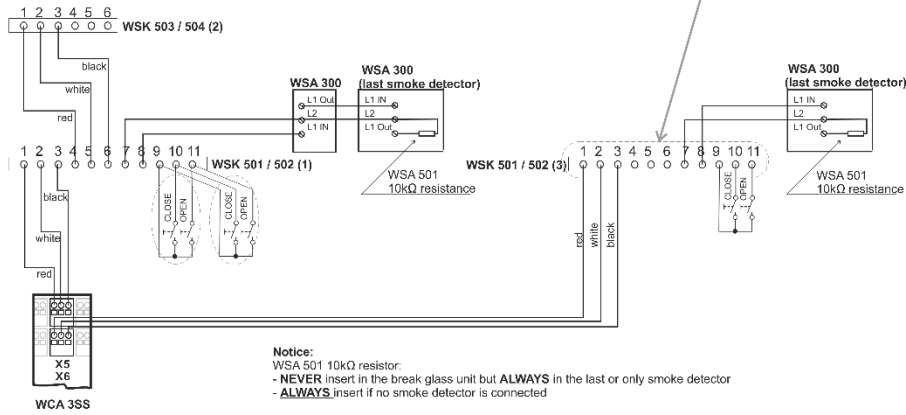 1 2 3 4 5 6
WSK 503 / 504 (2)
black
white
red
WSA 300
WSA 300
(last smoke detector)
L1 Out
L2
L1 IN
L1 IN
L2
L1 Out
WSA 501
10kΩ resistance
1 2 3 4 5 6 7 8 9 10 11
WSK 501 / 502 (1)
CLOSE
OPEN
CLOSE
OPEN
black
white
red
X5
X6
WCA 3SS
WSA 300
(last smoke detector)
L1 IN
L2
L1 Out
WSA 501
10kΩ resistance
WSK 501 / 502 (3)
1 2 3 4 5 6 7 8 9 10 11
CLOSE
OPEN
red
white
black
Notice:
WSA 501 10kΩ resistor:
- NEVER insert in the break glass unit but ALWAYS in the last or only smoke detector
- ALWAYS insert if no smoke detector is connected